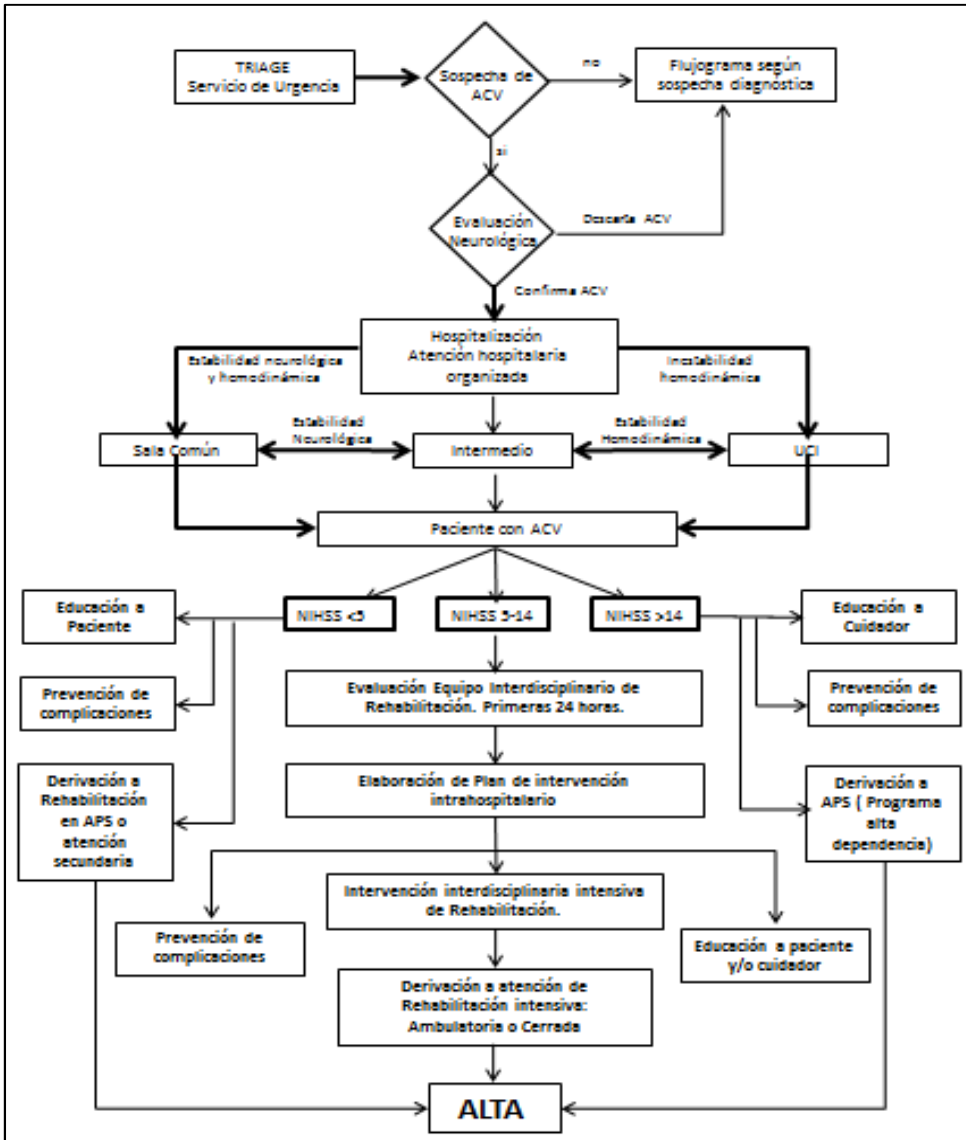 TRIAGE
Servicio de Urgencia
Sospecha de
ACV
no
Flujograma según
sospecha diagnóstica
si
Evaluación
Neurológica
Descarta ACV
Confirma ACV
Hospitalización
Atención hospitalaria
organizada
Estabilidad neurológica
y homodinámica
Inestabilidad
homodinámica
Estabilidad
Neurológica
Estabilidad
Homodinámica
Sala Común
Intermedio
UCI
Paciente con ACV
Educación a
Paciente
NIHSS <5
NIHSS 5-14
NIHSS >14
Educación a
Cuidador
Prevención de
complicaciones
Evaluación Equipo Interdisciplinario de
Rehabilitación. Primeras 24 horas.
Prevención de
complicaciones
Derivación a
Rehabilitación
en APS o
atención
secundaria
Elaboración de Plan de intervención
intrahospitalario
Derivación a
APS ( Programa
alta
dependencia)
Intervención interdisciplinaria intensiva
de Rehabilitación.
Prevención de
complicaciones
Educación a paciente
y/o cuidador
Derivación a atención de
Rehabilitación intensiva:
Ambulatoria o Cerrada
ALTA